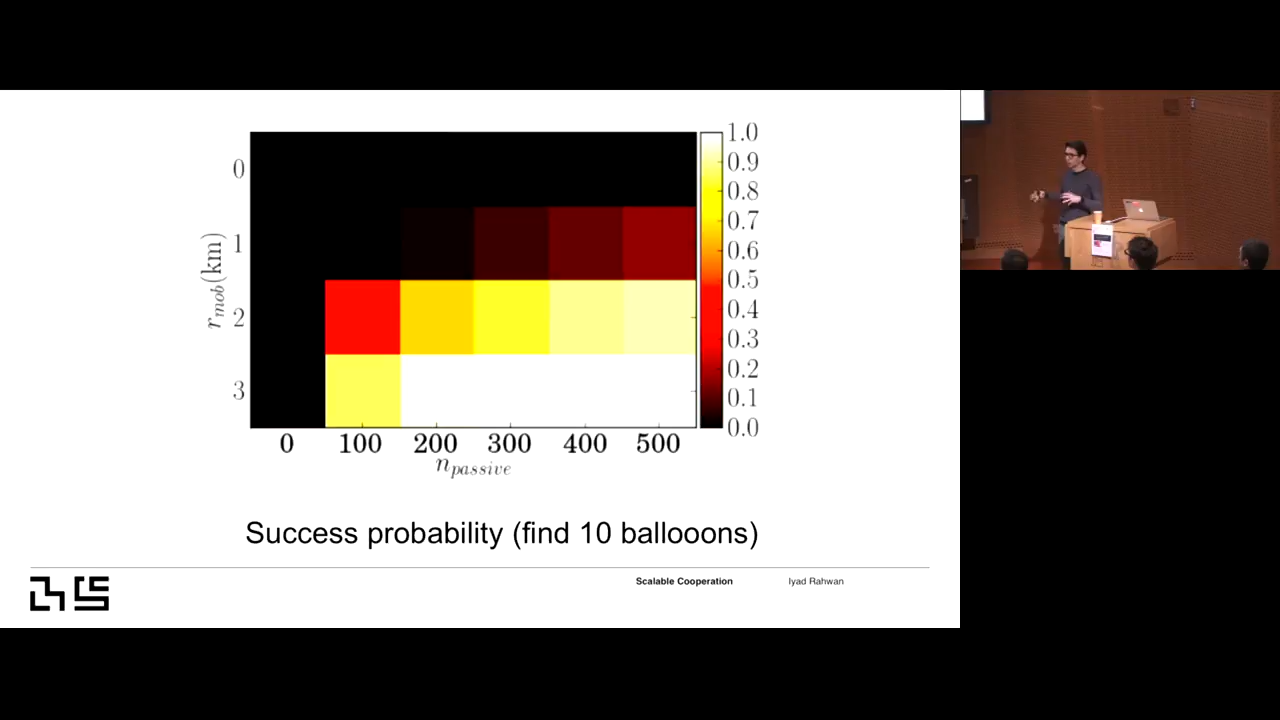 0
1
2
3
r_mob(km)
0 100 200 300 400 500
n_passive
1.0
0.9
0.8
0.7
0.6
0.5
0.4
0.3
0.2
0.1
0.0
Success probability (find 10 ballooons)
Scalable Cooperation
Iyad Rahwan